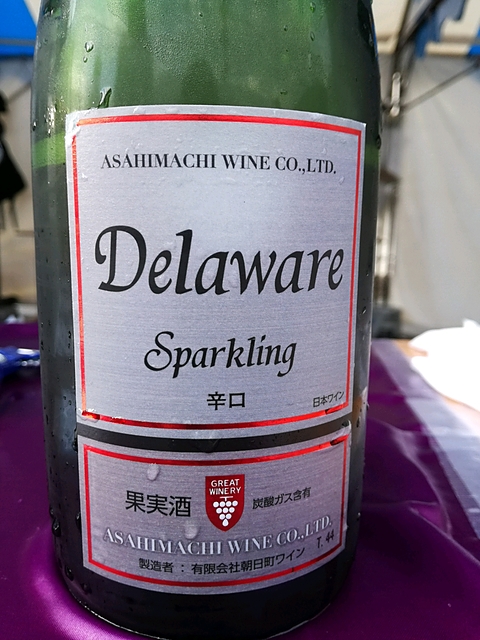 ASAHIMACHI WINE CO.,LTD.
Delaware
Sparkling
辛口
日本ワイン
果実酒
GREAT
WINERY
炭酸ガス含有
ASAHIMACHI WINE CO.,LTD.
製造者：有限会社朝日町ワイン T.44